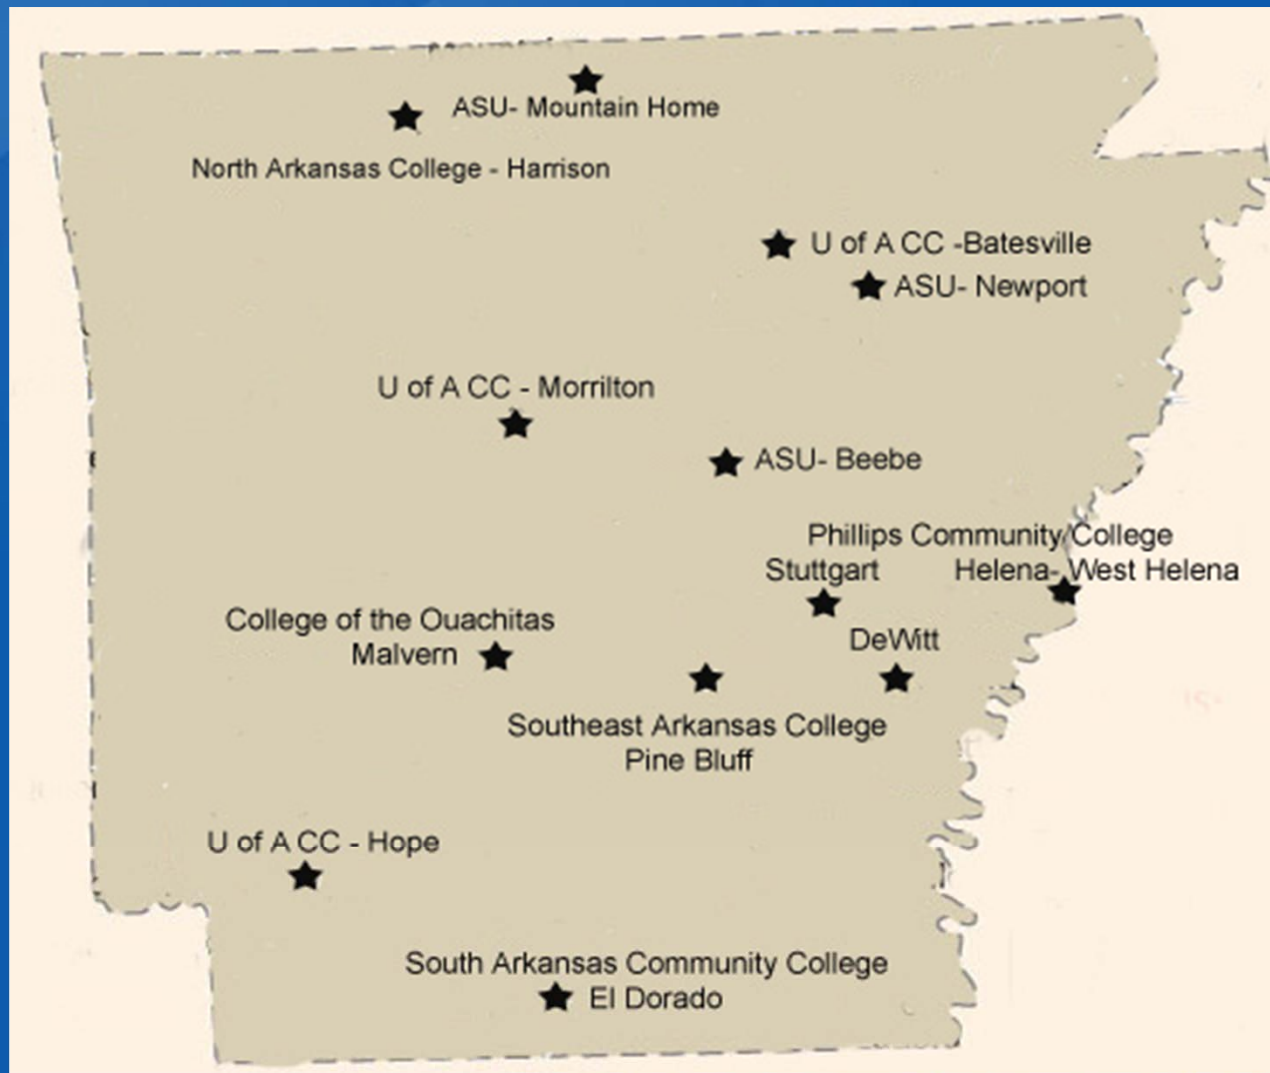 ASU- Mountain Home
North Arkansas College - Harrison
U of A CC -Batesville
ASU- Newport
U of A CC - Morrilton
ASU- Beebe
Phillips Community College
Stuttgart
Helena- West Helena
College of the Ouachitas
Malvern
DeWitt
Southeast Arkansas College
Pine Bluff
U of A CC - Hope
South Arkansas Community College
El Dorado